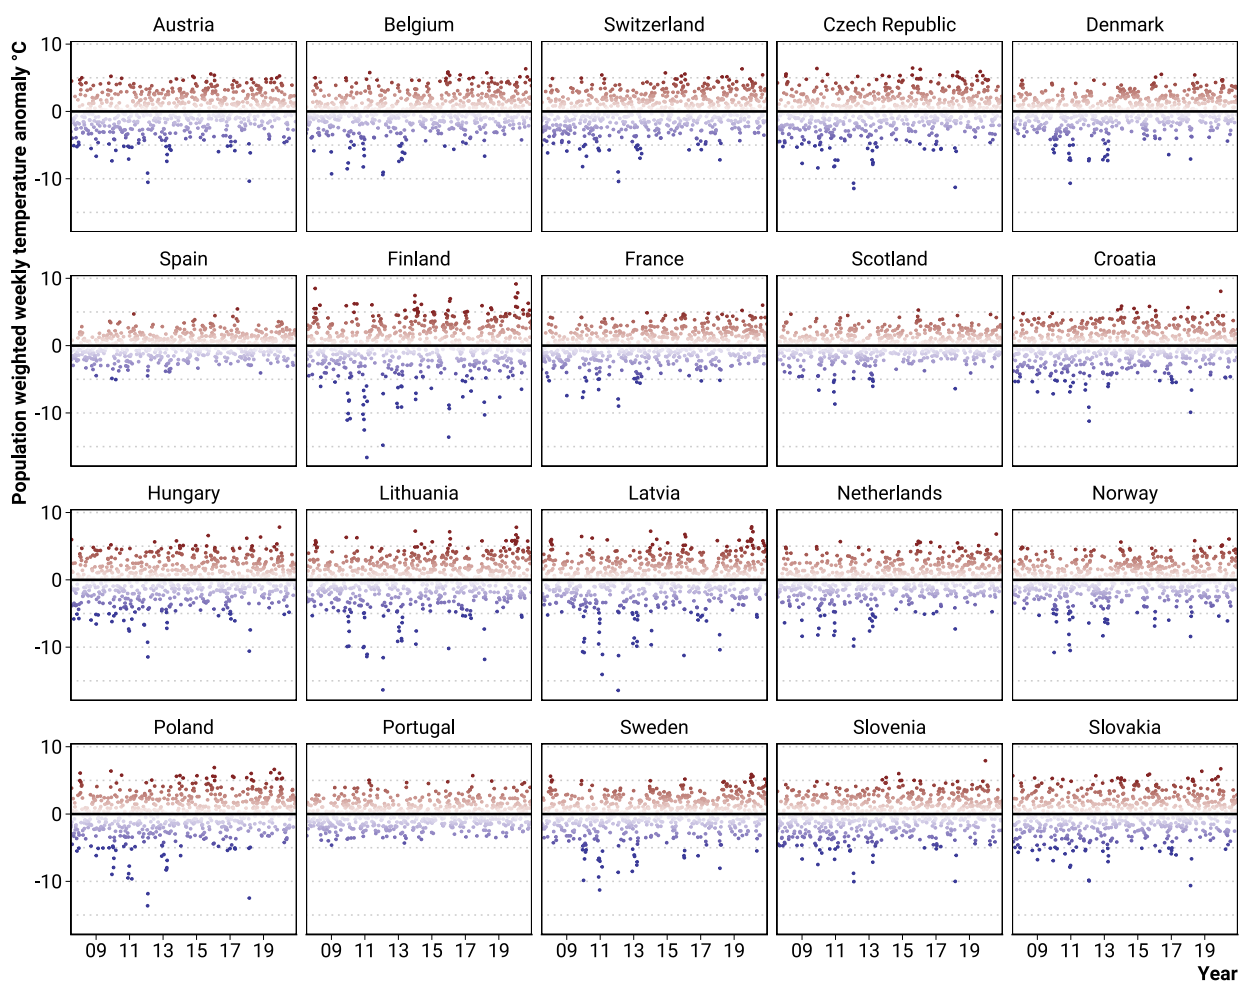 Population weighted weekly temperature anomaly °C
Austria Belgium Switzerland Czech Republic Denmark
10
0
-10
Spain Finland France Scotland Croatia
10
0
-10
Hungary Lithuania Latvia Netherlands Norway
10
0
-10
Poland Portugal Sweden Slovenia Slovakia
10
0
-10
09 11 13 15 17 19 09 11 13 15 17 19 09 11 13 15 17 19 09 11 13 15 17 19 09 11 13 15 17 19
Year